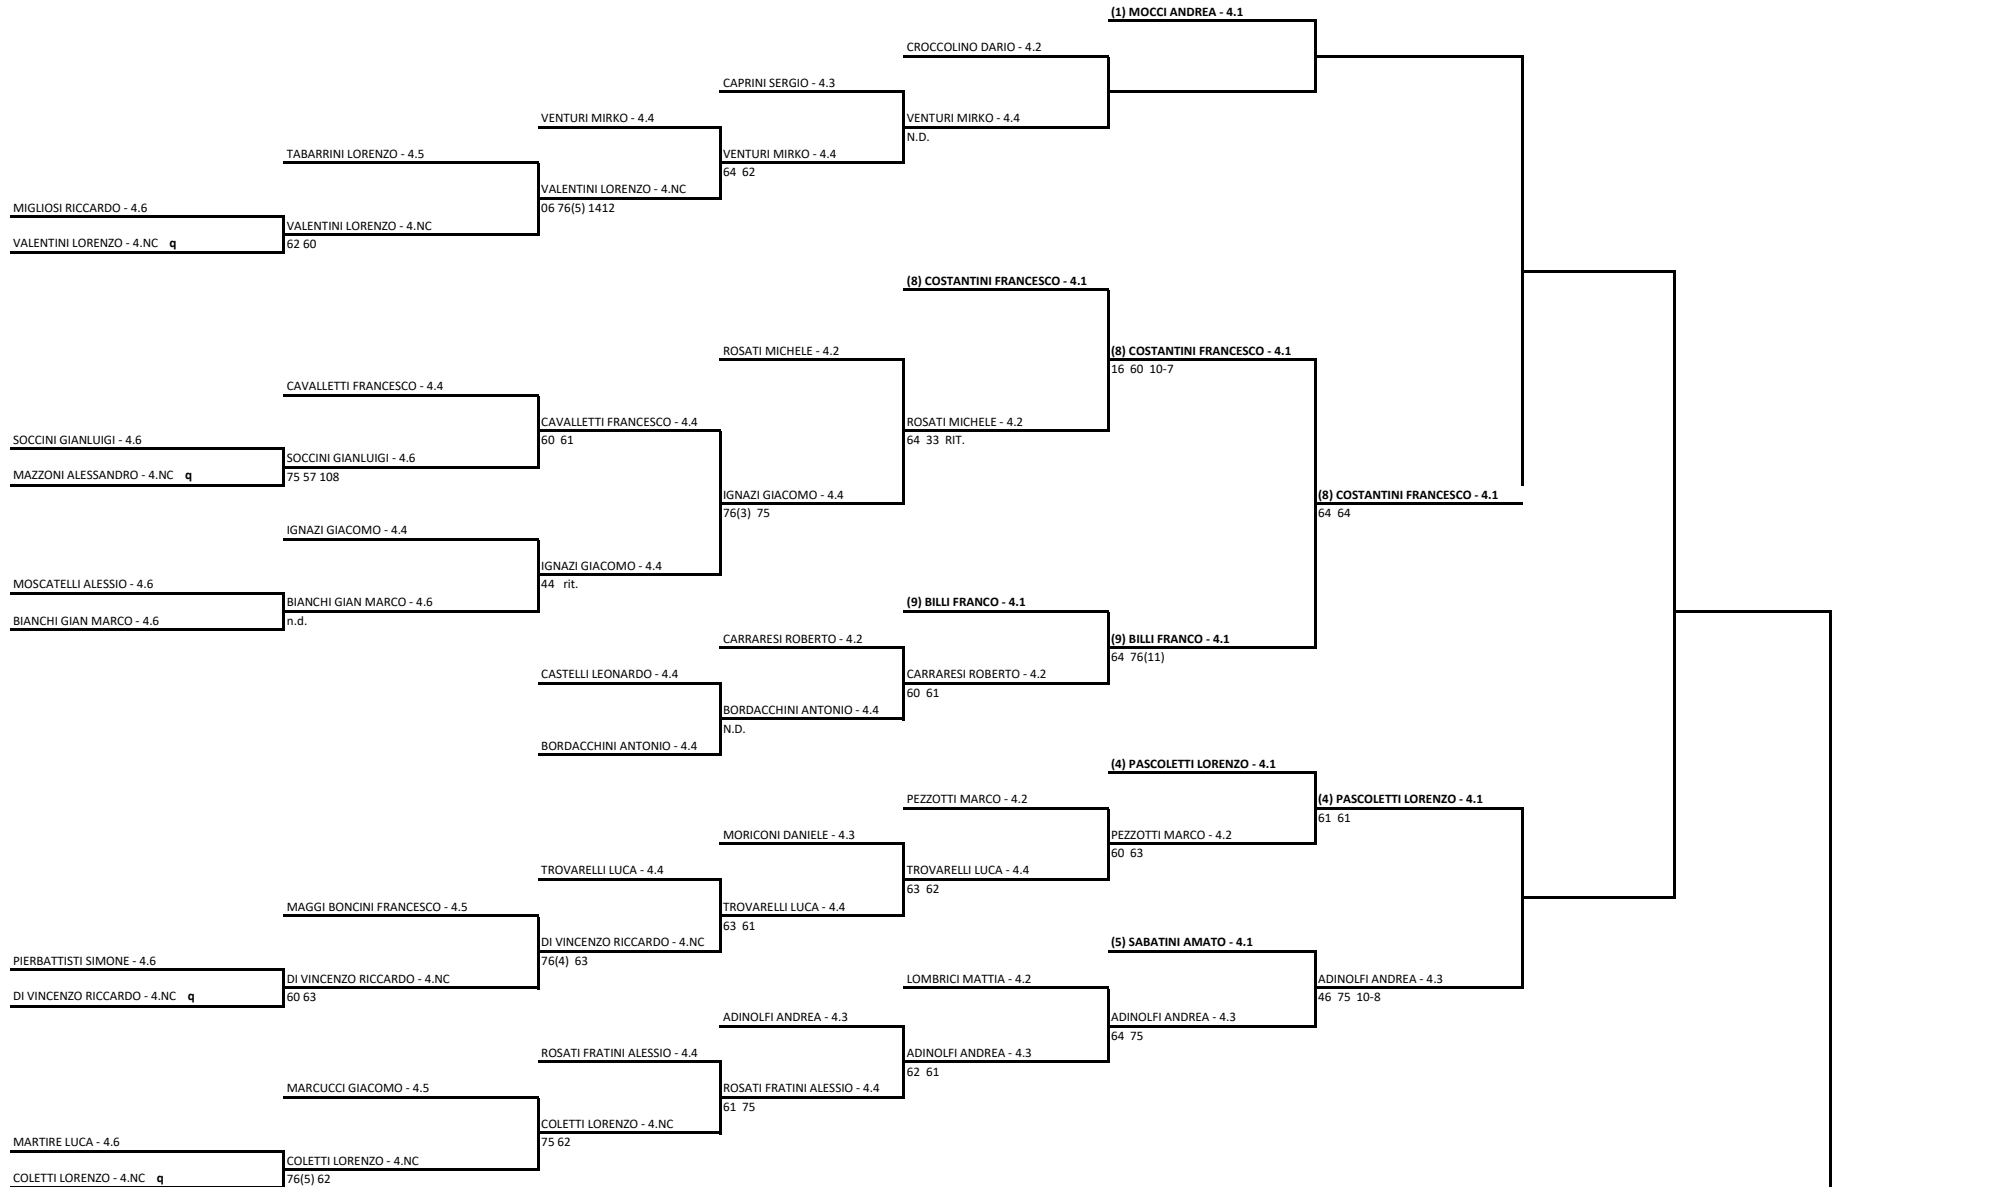 (1) MOCCI ANDREA - 4.1
CROCCOLINO DARIO - 4.2
CAPRINI SERGIO - 4.3
VENTURI MIRKO - 4.4
VENTURI MIRKO - 4.4
N.D.
TABARRINI LORENZO - 4.5
VENTURI MIRKO - 4.4
64 62
VALENTINI LORENZO - 4.NC
06 76(5) 1412
MIGLIOSI RICCARDO - 4.6
VALENTINI LORENZO - 4.NC
62 60
VALENTINI LORENZO - 4.NC q
(8) COSTANTINI FRANCESCO - 4.1
ROSATI MICHELE - 4.2
(8) COSTANTINI FRANCESCO - 4.1
16 60 10-7
CAVALLETTI FRANCESCO - 4.4
CAVALLETTI FRANCESCO - 4.4
60 61
ROSATI MICHELE - 4.2
64 33 RIT.
SOCCINI GIANLUIGI - 4.6
SOCCINI GIANLUIGI - 4.6
75 57 108
MAZZONI ALESSANDRO - 4.NC q
IGNAZI GIACOMO - 4.4
76(3) 75
(8) COSTANTINI FRANCESCO - 4.1
64 64
IGNAZI GIACOMO - 4.4
IGNAZI GIACOMO - 4.4
44 rit.
MOSCATELLI ALESSIO - 4.6
BIANCHI GIAN MARCO - 4.6
n.d.
BIANCHI GIAN MARCO - 4.6
(9) BILLI FRANCO - 4.1
CARRARESI ROBERTO - 4.2
(9) BILLI FRANCO - 4.1
64 76(11)
CASTELLI LEONARDO - 4.4
CARRARESI ROBERTO - 4.2
60 61
BORDACCHINI ANTONIO - 4.4
N.D.
BORDACCHINI ANTONIO - 4.4
(4) PASCOLETTI LORENZO - 4.1
PEZZOTTI MARCO - 4.2
(4) PASCOLETTI LORENZO - 4.1
61 61
MORICONI DANIELE - 4.3
PEZZOTTI MARCO - 4.2
60 63
TROVARELLI LUCA - 4.4
TROVARELLI LUCA - 4.4
63 62
MAGGI BONCINI FRANCESCO - 4.5
TROVARELLI LUCA - 4.4
63 61
DI VINCENZO RICCARDO - 4.NC
76(4) 63
(5) SABATINI AMATO - 4.1
PIERBATTISTI SIMONE - 4.6
DI VINCENZO RICCARDO - 4.NC
60 63
DI VINCENZO RICCARDO - 4.NC q
LOMBRICI MATTIA - 4.2
ADINOLFI ANDREA - 4.3
46 75 10-8
ADINOLFI ANDREA - 4.3
ADINOLFI ANDREA - 4.3
64 75
ROSATI FRATINI ALESSIO - 4.4
ADINOLFI ANDREA - 4.3
62 61
MARCUCCI GIACOMO - 4.5
ROSATI FRATINI ALESSIO - 4.4
61 75
COLETTI LORENZO - 4.NC
75 62
MARTIRE LUCA - 4.6
COLETTI LORENZO - 4.NC
76(5) 62
COLETTI LORENZO - 4.NC q